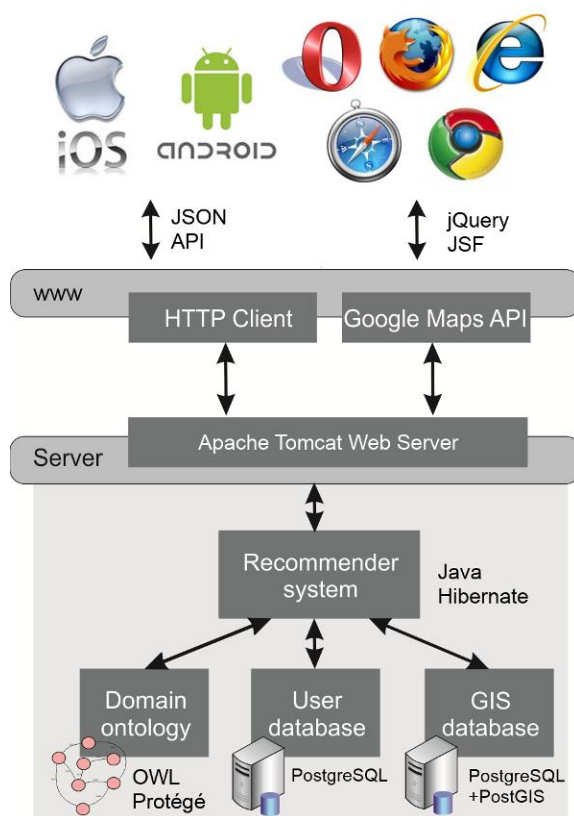 iOS
ANDROID
JSON
API
jQuery
JSF
www
HTTP Client
Google Maps API
Apache Tomcat Web Server
Server
Recommender
system
Java
Hibernate
Domain
ontology
User
database
GIS
database
OWL
Protégé
PostgreSQL
PostgreSQL
+PostGIS